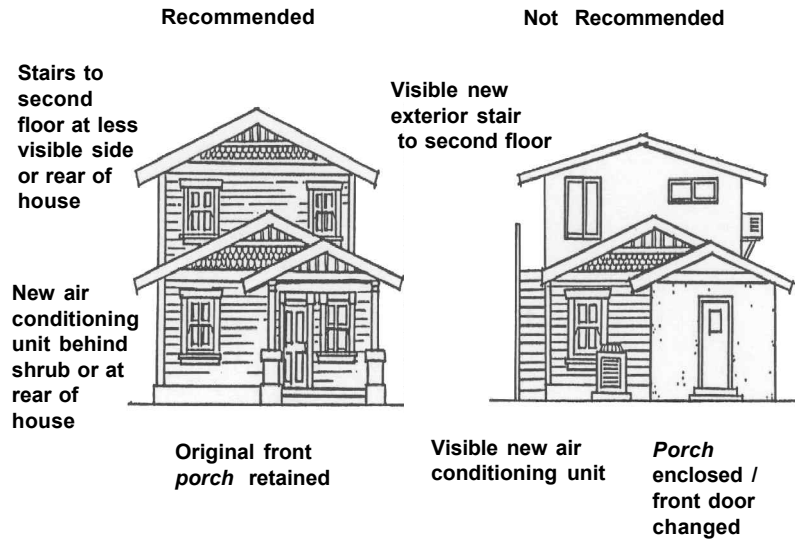 Recommended
Not Recommended
Stairs to
second
floor at less
visible side
or rear of
house
Visible new
exterior stair
to second floor
New air
conditioning
unit behind
shrub or at
rear of
house
Original front
porch retained
Visible new air
conditioning unit
Porch
enclosed /
front door
changed